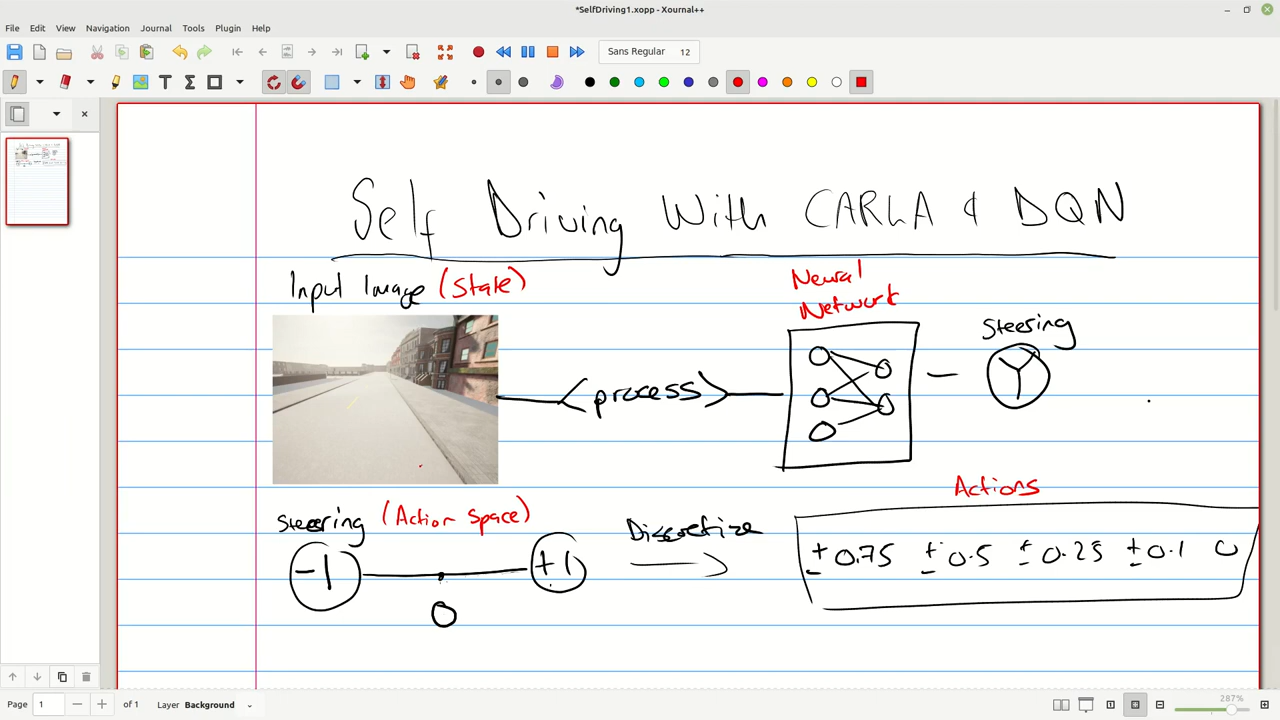 *SelfDriving1.xopp - Xournal++
File Edit View Navigation Journal Tools Plugin Help
Sans Regular 12
Self Driving With CARLA & DQN
Input Image (State)
Neural
Network
Steering
(process)
Actions
Steering (Action Space)
Discretize
-1 +1
± 0.75 ± 0.5 ± 0.25 ± 0.1 0
0
Page 1 of 1 Layer Background
287%